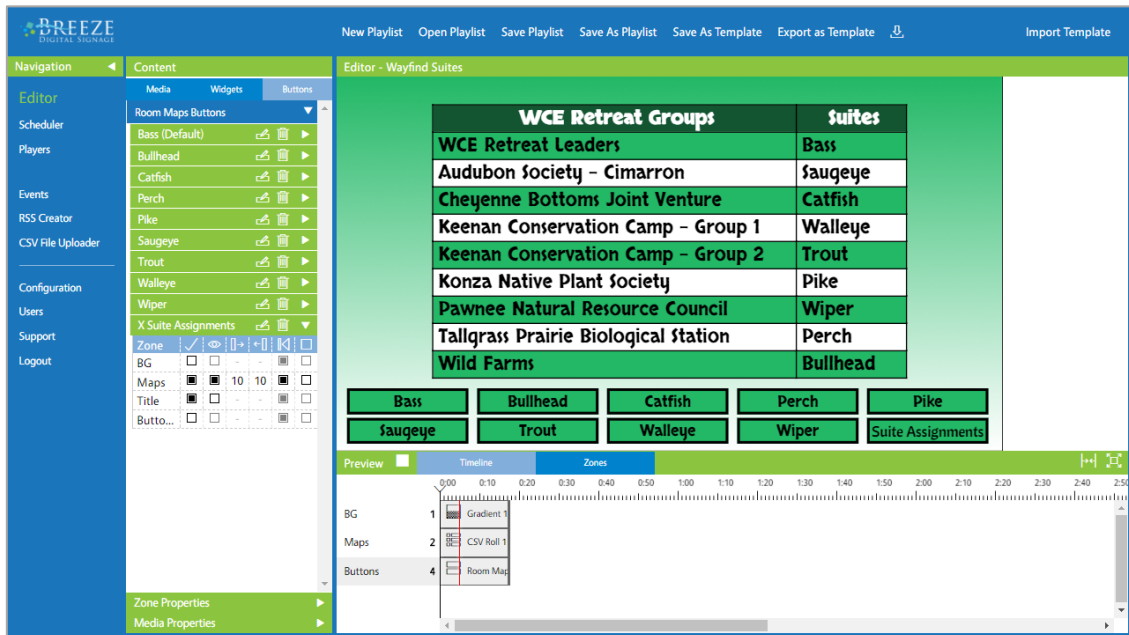 BREEZE
DIGITAL SIGNAGE
New Playlist Open Playlist Save Playlist Save As Playlist Save As Template Export as Template Import Template
Navigation
Editor
Scheduler
Players
Events
RSS Creator
CSV File Uploader
Configuration
Users
Support
Logout
Content
Media Widgets Buttons
Room Maps Buttons
Bass (Default)
Bullhead
Catfish
Perch
Pike
Saugeye
Trout
Walleye
Wiper
X Suite Assignments
Zone
BG - -
Maps 10 10
Title - -
Butto... - -
Zone Properties
Media Properties
Editor - Wayfind Suites
WCE Retreat Groups Suites
WCE Retreat Leaders Bass
Audubon Society - Cimarron Saugeye
Cheyenne Bottoms Joint Venture Catfish
Keenan Conservation Camp - Group 1 Walleye
Keenan Conservation Camp - Group 2 Trout
Konza Native Plant Society Pike
Pawnee Natural Resource Council Wiper
Tallgrass Prairie Biological Station Perch
Wild Farms Bullhead
Bass Bullhead Catfish Perch Pike
Saugeye Trout Walleye Wiper Suite Assignments
Preview Timeline Zones
0:00 0:10 0:20 0:30 0:40 0:50 1:00 1:10 1:20 1:30 1:40 1:50 2:00 2:10 2:20 2:30 2:40 2:50
BG 1 Gradient 1
Maps 2 CSV Roll 1
Buttons 4 Room Map